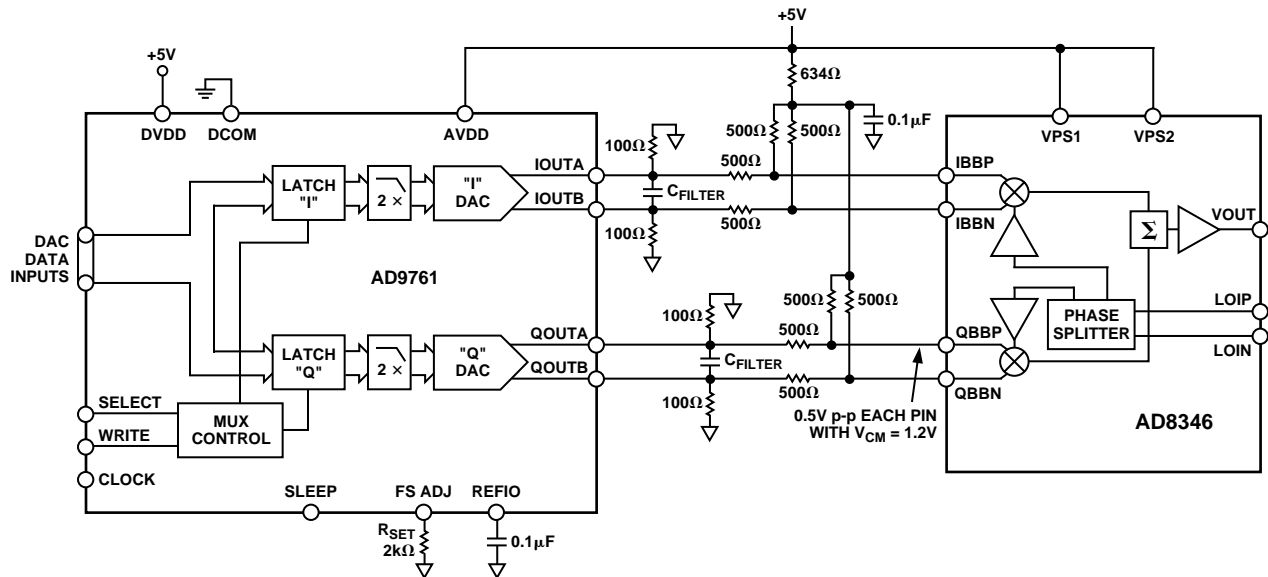 +5V
+5V
634Ω
DVDD
DCOM
AVDD
500Ω
500Ω
0.1µF
VPS1
VPS2
100Ω
IOUTA
500Ω
IBBP
LATCH
"I"
2 ×
"I"
DAC
CFILTER
IOUTB
500Ω
IBBN
Σ
VOUT
100Ω
DAC
DATA
INPUTS
AD9761
500Ω
500Ω
PHASE
SPLITTER
LOIP
LOIN
100Ω
QOUTA
500Ω
QBBP
LATCH
"Q"
2 ×
"Q"
DAC
CFILTER
QOUTB
500Ω
QBBN
100Ω
0.5V p-p EACH PIN
WITH VCM = 1.2V
AD8346
SELECT
MUX
CONTROL
WRITE
CLOCK
SLEEP
FS ADJ
REFIO
RSET
2kΩ
0.1µF